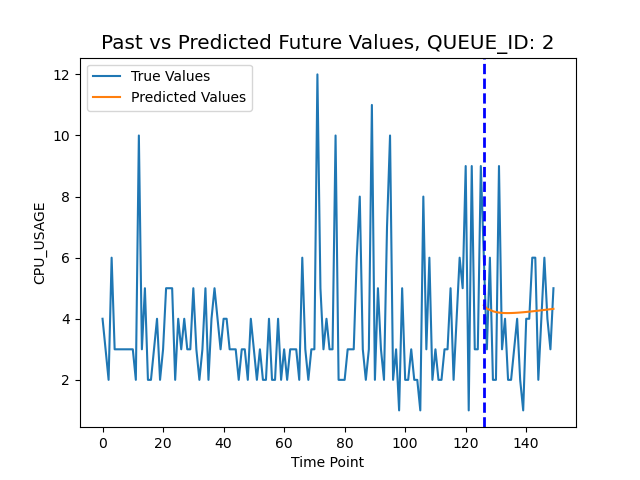 Past vs Predicted Future Values, QUEUE_ID: 2
True Values
Predicted Values
CPU_USAGE
12
10
8
6
4
2
0 20 40 60 80 100 120 140
Time Point